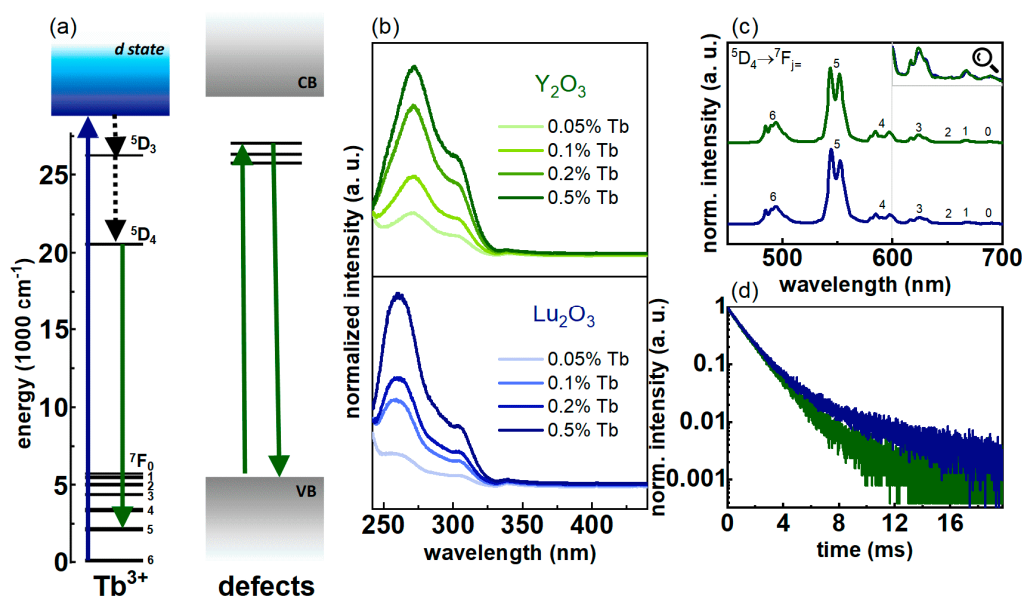 (a)
d state
CB
⁵D₃
⁵D₄
⁷F₀
1
2
3
4
5
6
VB
energy (1000 cm⁻¹)
25
20
15
10
5
0
Tb³⁺
defects
(b)
Y₂O₃
0.05% Tb
0.1% Tb
0.2% Tb
0.5% Tb
Lu₂O₃
0.05% Tb
0.1% Tb
0.2% Tb
0.5% Tb
normalized intensity (a. u.)
250 300 350 400
wavelength (nm)
(c)
⁵D₄→⁷Fⱼ₌
6 5 4 3 2 1 0
6 5 4 3 2 1 0
norm. intensity (a. u.)
500 600 700
wavelength (nm)
(d)
norm. intensity (a. u.)
1
0.1
0.01
0.001
0 4 8 12 16
time (ms)